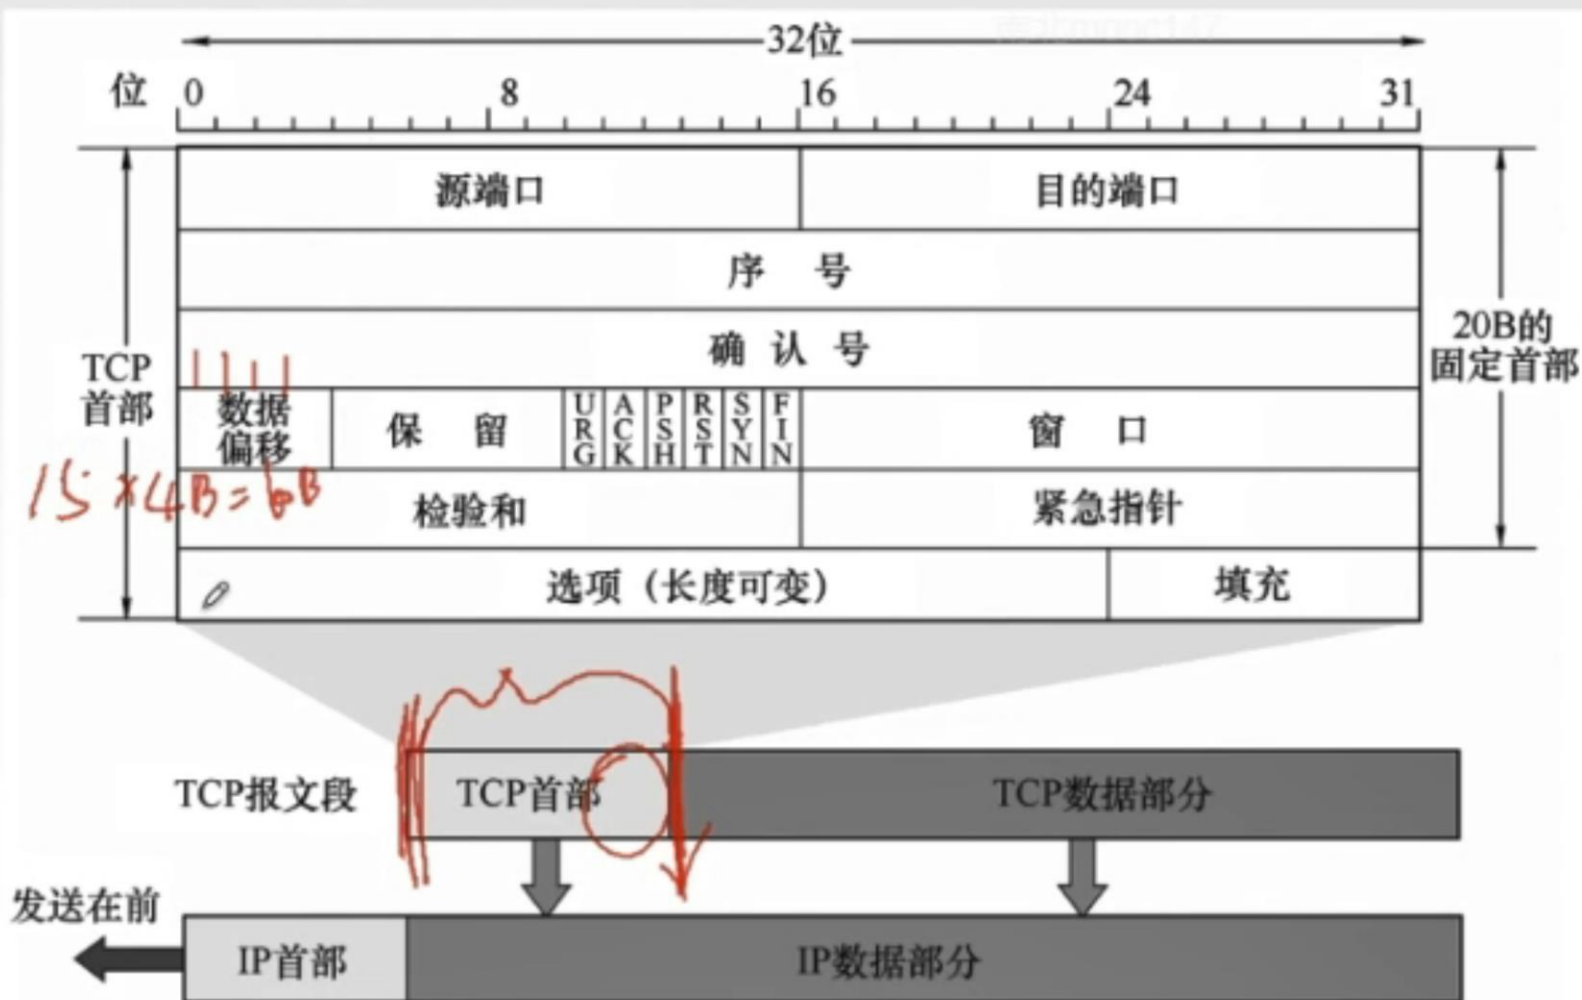 32位
位 0 8 16 24 31
源端口 目的端口
序 号
确 认 号
TCP首部
20B的固定首部
1111
数据偏移 保 留 URG ACK PSH RST SYN FIN 窗 口
15×4B=60B
检验和 紧急指针
选项（长度可变） 填充
TCP报文段 TCP首部 TCP数据部分
发送在前
IP首部 IP数据部分